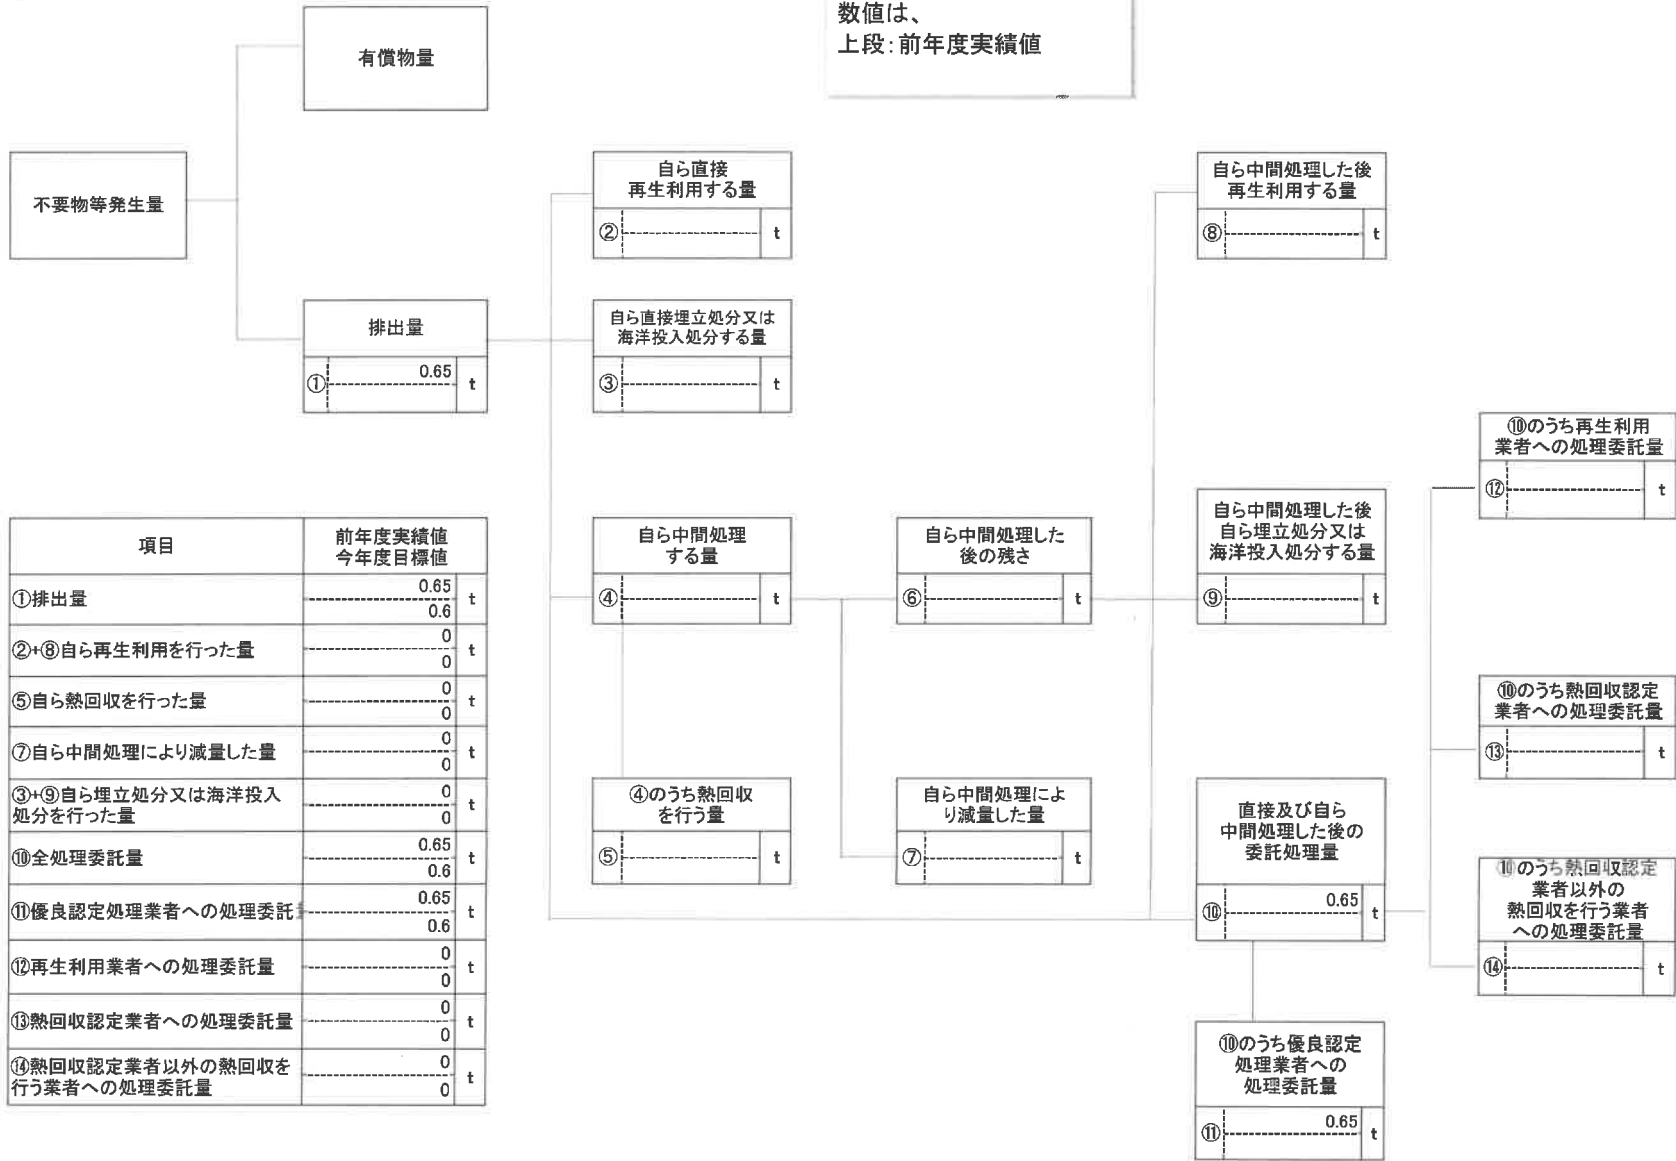 数値は、
上段:前年度実績値
有償物量
不要物等発生量
排出量
① 0.65 t
自ら直接
再生利用する量
② t
自ら直接埋立処分又は
海洋投入処分する量
③ t
自ら中間処理
する量
④ t
④のうち熱回収
を行う量
⑤ t
自ら中間処理した
後の残さ
⑥ t
自ら中間処理によ
り減量した量
⑦ t
自ら中間処理した後
再生利用する量
⑧ t
自ら中間処理した後
自ら埋立処分又は
海洋投入処分する量
⑨ t
直接及び自ら
中間処理した後の
委託処理量
⑩ 0.65 t
⑩のうち優良認定
処理業者への
処理委託量
⑪ 0.65 t
⑩のうち再生利用
業者への処理委託量
⑫ t
⑩のうち熱回収認定
業者への処理委託量
⑬ t
⑩のうち熱回収認定
業者以外の
熱回収を行う業者
への処理委託量
⑭ t
項目 前年度実績値
今年度目標値
①排出量 0.65 t
0.6
②+⑧自ら再生利用を行った量 0 t
0
⑤自ら熱回収を行った量 0 t
0
⑦自ら中間処理により減量した量 0 t
0
③+⑨自ら埋立処分又は海洋投入
処分を行った量 0 t
0
⑩全処理委託量 0.65 t
0.6
⑪優良認定処理業者への処理委託 0.65 t
0.6
⑫再生利用業者への処理委託量 0 t
0
⑬熱回収認定業者への処理委託量 0 t
0
⑭熱回収認定業者以外の熱回収を
行う業者への処理委託量 0 t
0